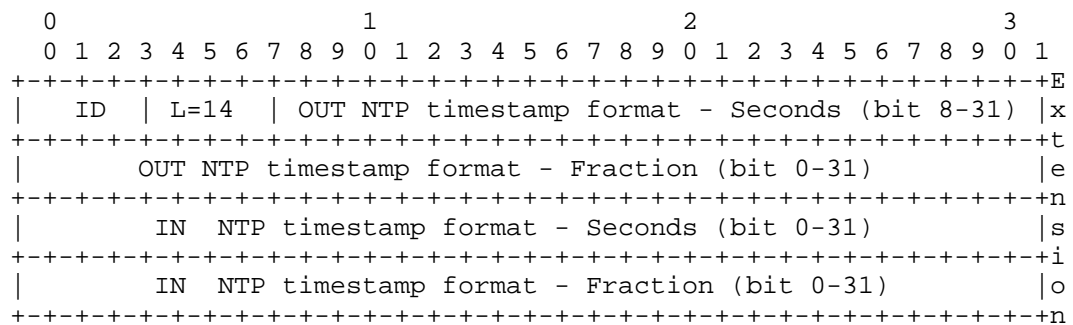 0                   1                   2                   3
 0 1 2 3 4 5 6 7 8 9 0 1 2 3 4 5 6 7 8 9 0 1 2 3 4 5 6 7 8 9 0 1
+-+-+-+-+-+-+-+-+-+-+-+-+-+-+-+-+-+-+-+-+-+-+-+-+-+-+-+-+-+-+-+-+E
|   ID  | L=14  | OUT NTP timestamp format - Seconds (bit 8-31) |x
+-+-+-+-+-+-+-+-+-+-+-+-+-+-+-+-+-+-+-+-+-+-+-+-+-+-+-+-+-+-+-+-+t
|       OUT NTP timestamp format - Fraction (bit 0-31)          |e
+-+-+-+-+-+-+-+-+-+-+-+-+-+-+-+-+-+-+-+-+-+-+-+-+-+-+-+-+-+-+-+-+n
|        IN  NTP timestamp format - Seconds (bit 0-31)          |s
+-+-+-+-+-+-+-+-+-+-+-+-+-+-+-+-+-+-+-+-+-+-+-+-+-+-+-+-+-+-+-+-+i
|        IN  NTP timestamp format - Fraction (bit 0-31)         |o
+-+-+-+-+-+-+-+-+-+-+-+-+-+-+-+-+-+-+-+-+-+-+-+-+-+-+-+-+-+-+-+-+n